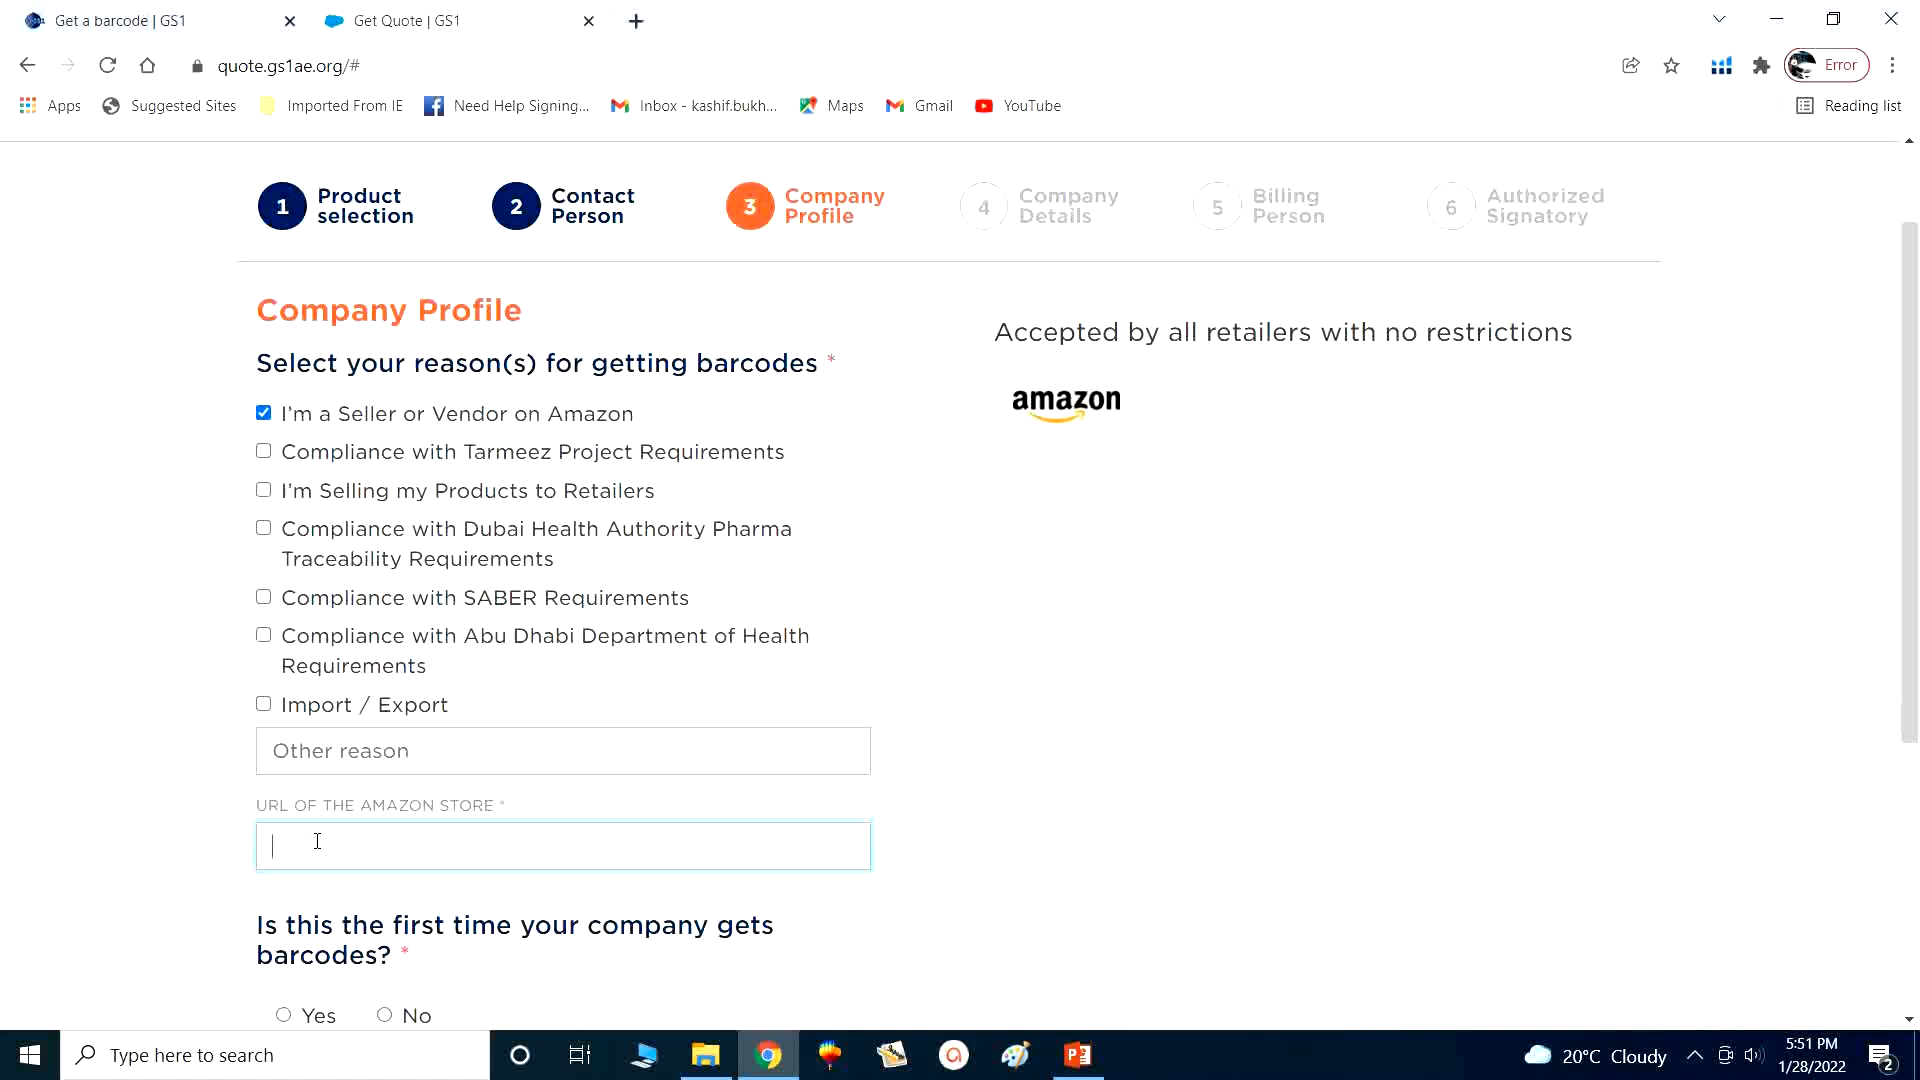 Get a barcode | GS1
Get Quote | GS1
quote.gs1ae.org/#
Error
Apps
Suggested Sites
Imported From IE
Need Help Signing...
Inbox - kashif.bukh...
Maps
Gmail
YouTube
Reading list
1 Product selection
2 Contact Person
3 Company Profile
4 Company Details
5 Billing Person
6 Authorized Signatory
Company Profile
Accepted by all retailers with no restrictions
Select your reason(s) for getting barcodes *
amazon
I'm a Seller or Vendor on Amazon
Compliance with Tarmeez Project Requirements
I'm Selling my Products to Retailers
Compliance with Dubai Health Authority Pharma
Traceability Requirements
Compliance with SABER Requirements
Compliance with Abu Dhabi Department of Health
Requirements
Import / Export
Other reason
URL OF THE AMAZON STORE *
Is this the first time your company gets
barcodes? *
Yes
No
Type here to search
20°C Cloudy
5:51 PM
1/28/2022
2